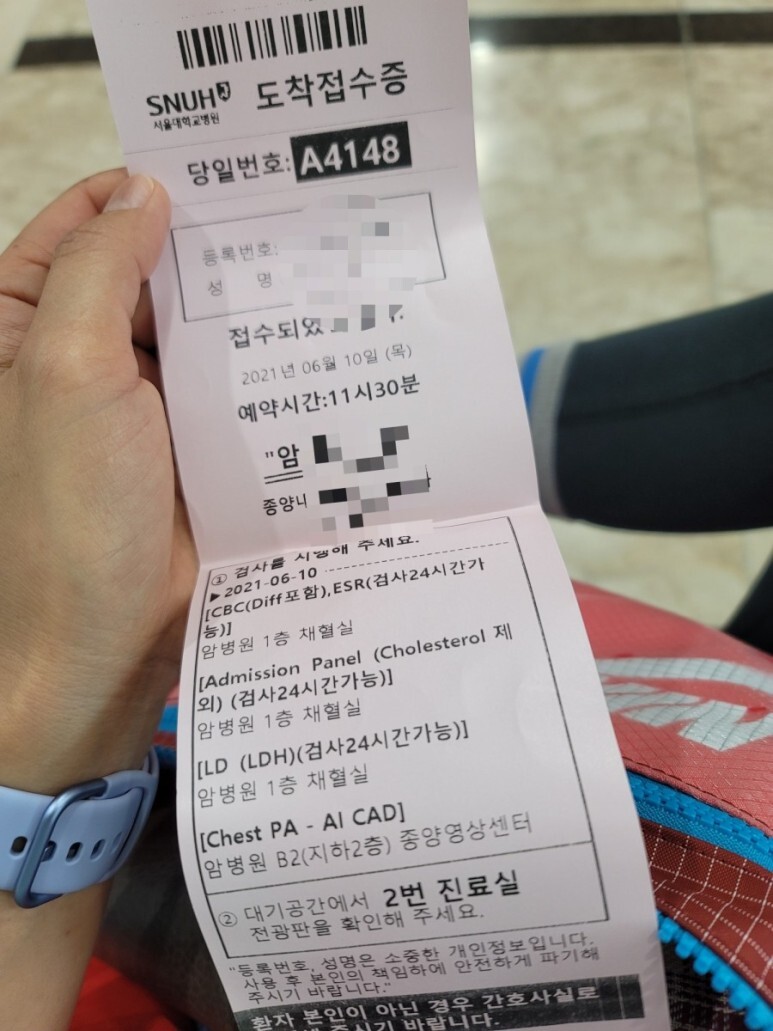 SNUH
서울대학교병원
도착접수증
당일번호: A4148
등록번호:
성 명
접수되었
2021년 06월 10일 (목)
예약시간:11시30분
"암
종양내
① 검사를 시행해 주세요.
▶2021-06-10
[CBC(Diff포함),ESR(검사24시간가
능)]
암병원 1층 채혈실
[Admission Panel (Cholesterol 제
외) (검사24시간가능)]
암병원 1층 채혈실
[LD (LDH)(검사24시간가능)]
암병원 1층 채혈실
[Chest PA - AI CAD]
암병원 B2(지하2층) 종양영상센터
② 대기공간에서 2번 진료실
전광판을 확인해 주세요.
"등록번호, 성명은 소중한 개인정보입니다.
사용 후 본인의 책임하에 안전하게 파기해
주시기 바랍니다."
환자 본인이 아닌 경우 간호사실로
주시기 바랍니다.